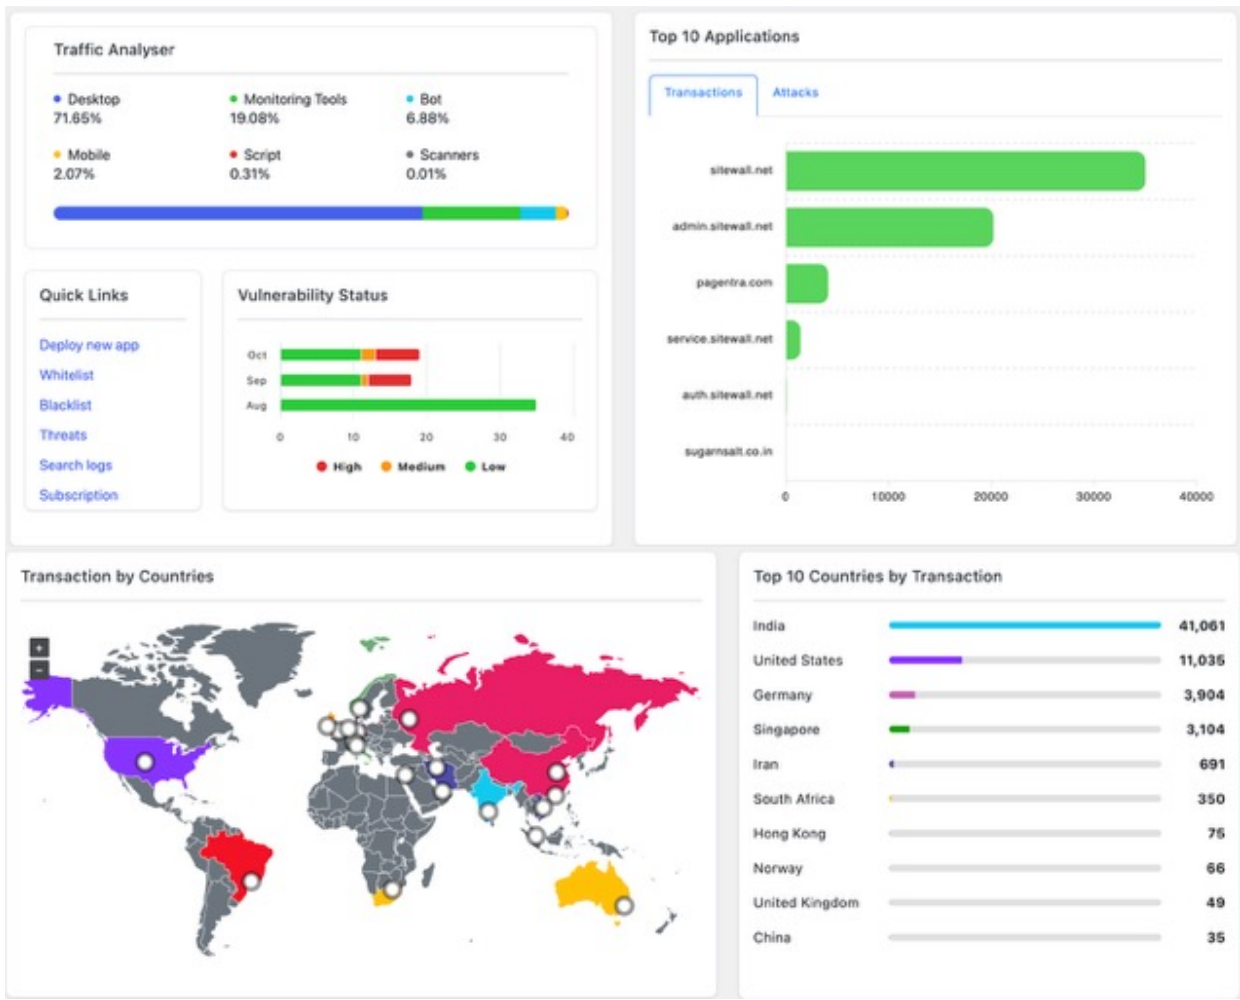 Traffic Analyser
Desktop
71.65%
Monitoring Tools
19.08%
Bot
6.88%
Mobile
2.07%
Script
0.31%
Scanners
0.01%
Quick Links
Deploy new app
Whitelist
Blacklist
Threats
Search logs
Subscription
Vulnerability Status
Oct
Sep
Aug
0 10 20 30 40
High Medium Low
Top 10 Applications
Transactions Attacks
sitewall.net
admin.sitewall.net
pagentra.com
service.sitewall.net
auth.sitewall.net
sugarnsalt.co.in
0 10000 20000 30000 40000
Transaction by Countries
+
-
Top 10 Countries by Transaction
India 41,061
United States 11,035
Germany 3,904
Singapore 3,104
Iran 691
South Africa 350
Hong Kong 75
Norway 66
United Kingdom 49
China 35